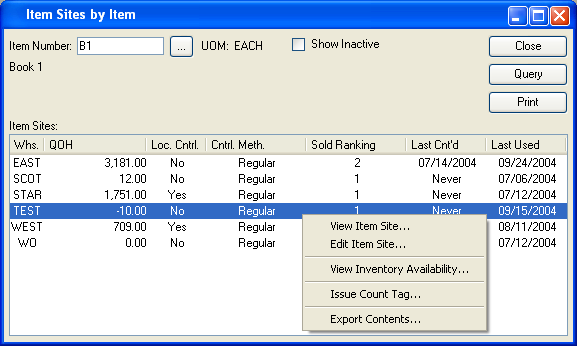 Item Sites by Item
Item Number: B1 ... UOM: EACH Show Inactive Close
Book 1
Query
Print
Item Sites:
Whs. QOH Loc. Cntrl. Cntrl. Meth. Sold Ranking Last Cnt'd Last Used
EAST 3,181.00 No Regular 2 07/14/2004 09/24/2004
SCOT 12.00 No Regular 1 Never 07/06/2004
STAR 1,751.00 Yes Regular 1 Never 07/12/2004
TEST -10.00 No Regular 1 Never 09/15/2004
WEST 709.00 Yes Regular 08/11/2004
WO 0.00 No Regular 07/12/2004
View Item Site...
Edit Item Site...
View Inventory Availability...
Issue Count Tag...
Export Contents...